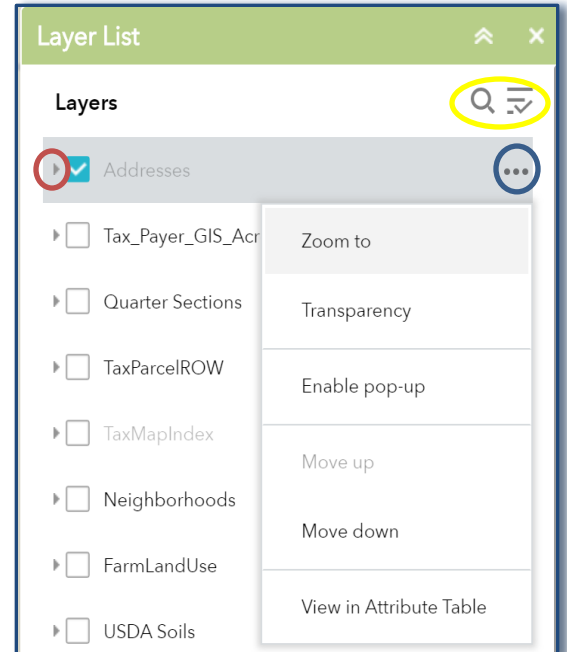 Layer List
Layers
Addresses
Tax_Payer_GIS_Acr
Zoom to
Quarter Sections
Transparency
TaxParcelROW
Enable pop-up
TaxMapIndex
Move up
Neighborhoods
Move down
FarmLandUse
View in Attribute Table
USDA Soils